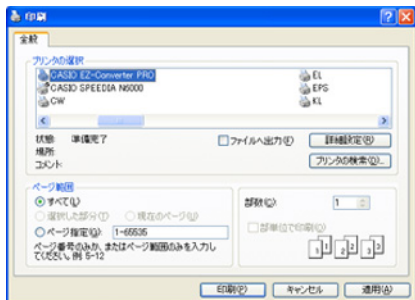 印刷
全般
プリンタの選択
CASIO EZ-Converter PRO
CASIO SPEEDIA N6000
CW
EL
EPS
KL
状態 準備完了
場所
コメント
ファイルへ出力(F)
詳細設定(R)
プリンタの検索(D)...
ページ範囲
すべて(L)
選択した部分(T) 現在のページ(U)
ページ指定(G): 1-65535
ページ番号のみか、またはページ範囲のみを入力し
てください。例 5-12
部数(C): 1
部単位で印刷(O)
1 1 2 2 3 3
印刷(P) キャンセル 適用(A)